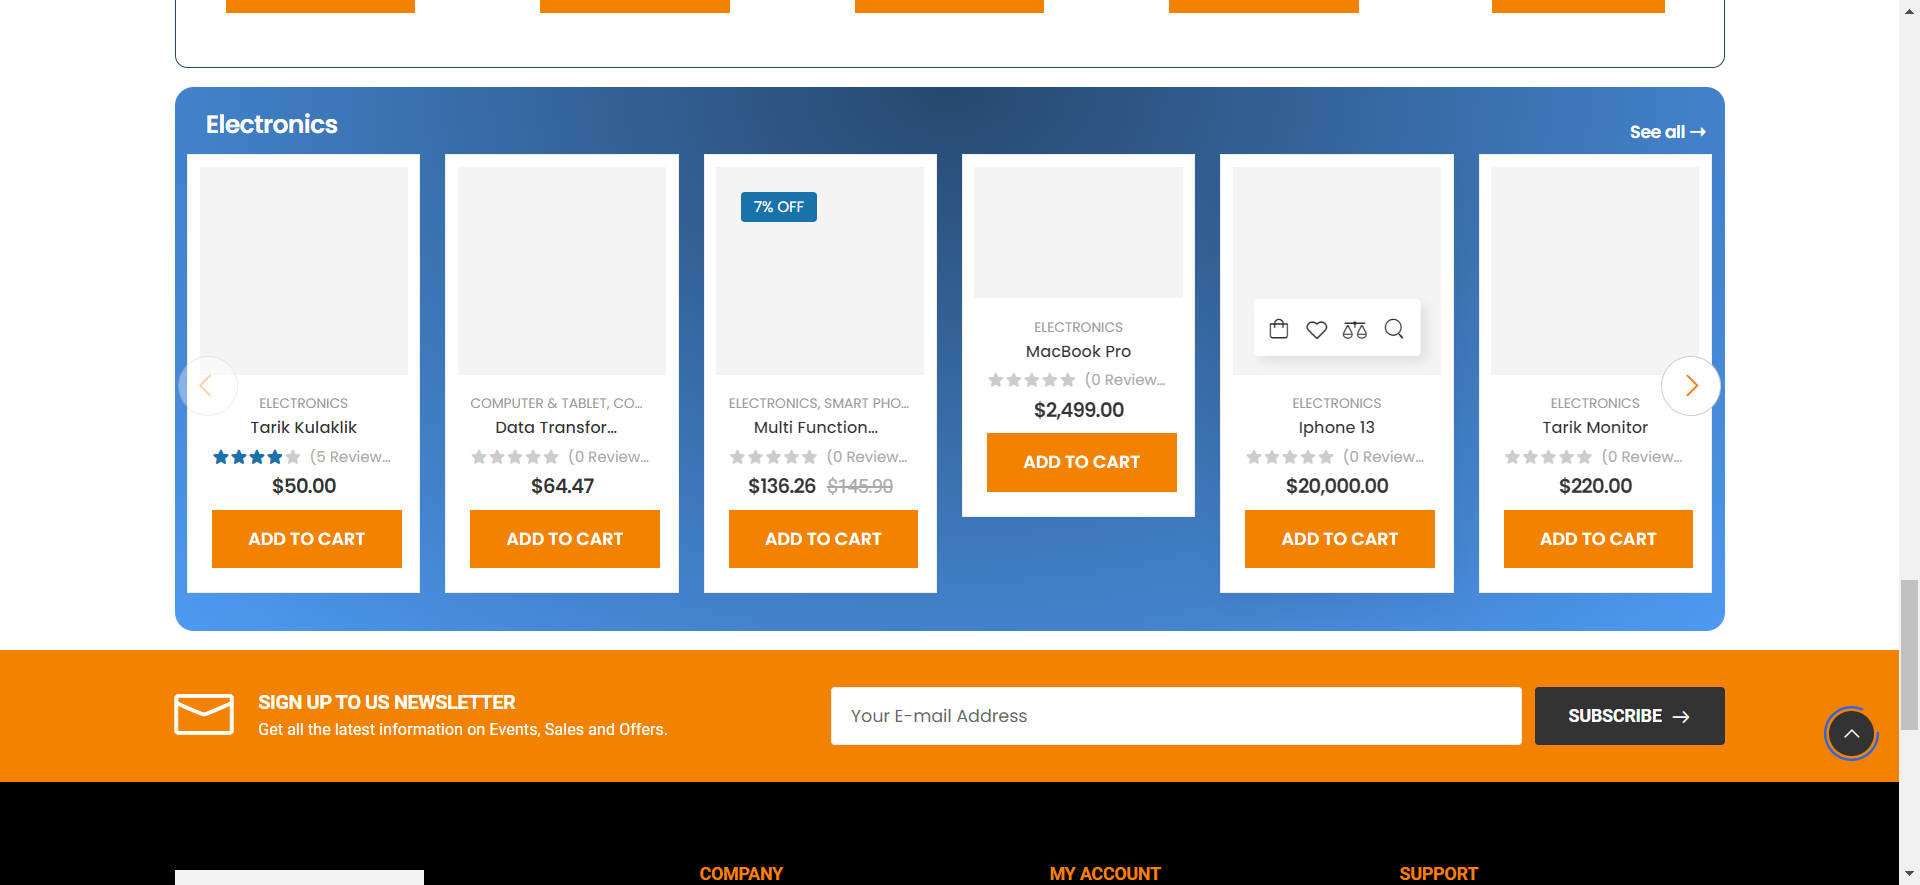 Electronics
See all →
7% OFF
ELECTRONICS
Tarik Kulaklik
(5 Review...
$50.00
ADD TO CART
COMPUTER & TABLET, CO...
Data Transfor...
(0 Review...
$64.47
ADD TO CART
ELECTRONICS, SMART PHO...
Multi Function...
(0 Review...
$136.26 $145.90
ADD TO CART
ELECTRONICS
MacBook Pro
(0 Review...
$2,499.00
ADD TO CART
ELECTRONICS
Iphone 13
(0 Review...
$20,000.00
ADD TO CART
ELECTRONICS
Tarik Monitor
(0 Review...
$220.00
ADD TO CART
SIGN UP TO US NEWSLETTER
Get all the latest information on Events, Sales and Offers.
Your E-mail Address
SUBSCRIBE →
COMPANY
MY ACCOUNT
SUPPORT